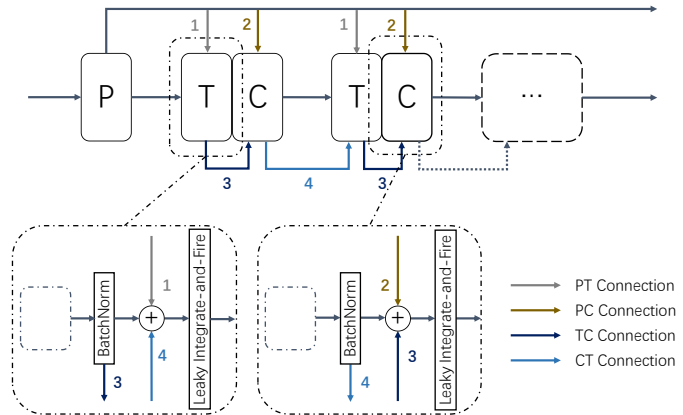 1
2
1
2
P
T
C
T
C
...
3
4
3
BatchNorm
1
4
3
Leaky Integrate-and-Fire
BatchNorm
2
3
4
Leaky Integrate-and-Fire
PT Connection
PC Connection
TC Connection
CT Connection